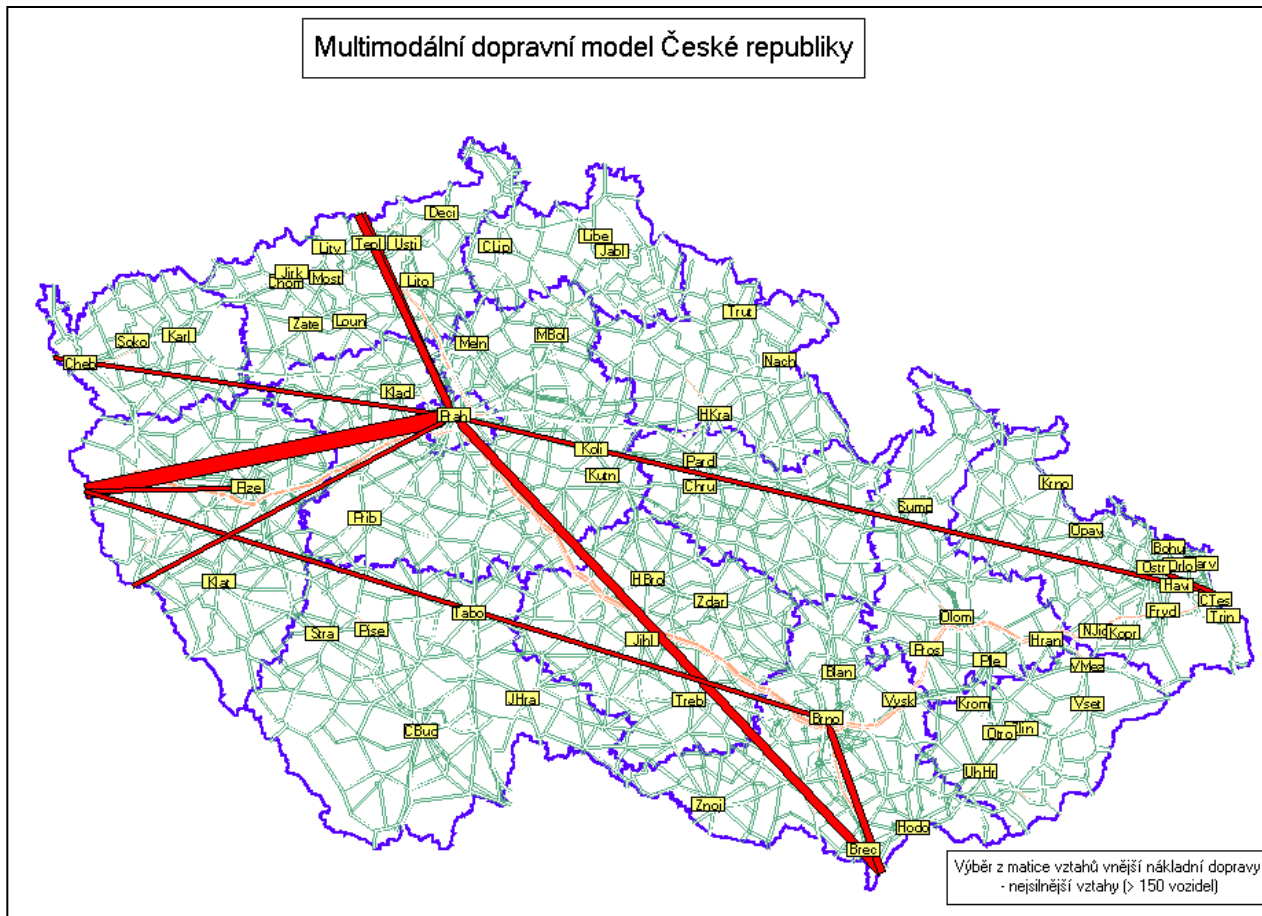 Multimodální dopravní model České republiky
Deci
Tepl
Usti
Litv
CLip
Libe
Jabl
Jirk
Chom
Most
Lito
Zate
Loun
Trut
Soko
Karl
Meln
MBol
Cheb
Nach
Klad
Prah
HKra
Koli
Pard
Kutn
Chru
Plze
Krno
Sump
Prib
Opav
Bohu
Ostr
Orlo
Havi
Klat
HBro
Zdar
CTes
Tabo
Fryd
Trin
Olom
Stra
Pise
Jihl
Hran
NJic
Kopr
Pros
Pre
VMez
Blan
JHra
Treb
Vysk
Krom
Vset
Brno
CBud
Otro
Zlin
UhHr
Znoj
Hodo
Brec
Výběr z matice vztahů vnější nákladní dopravy
- nejsilnější vztahy (> 150 vozidel)